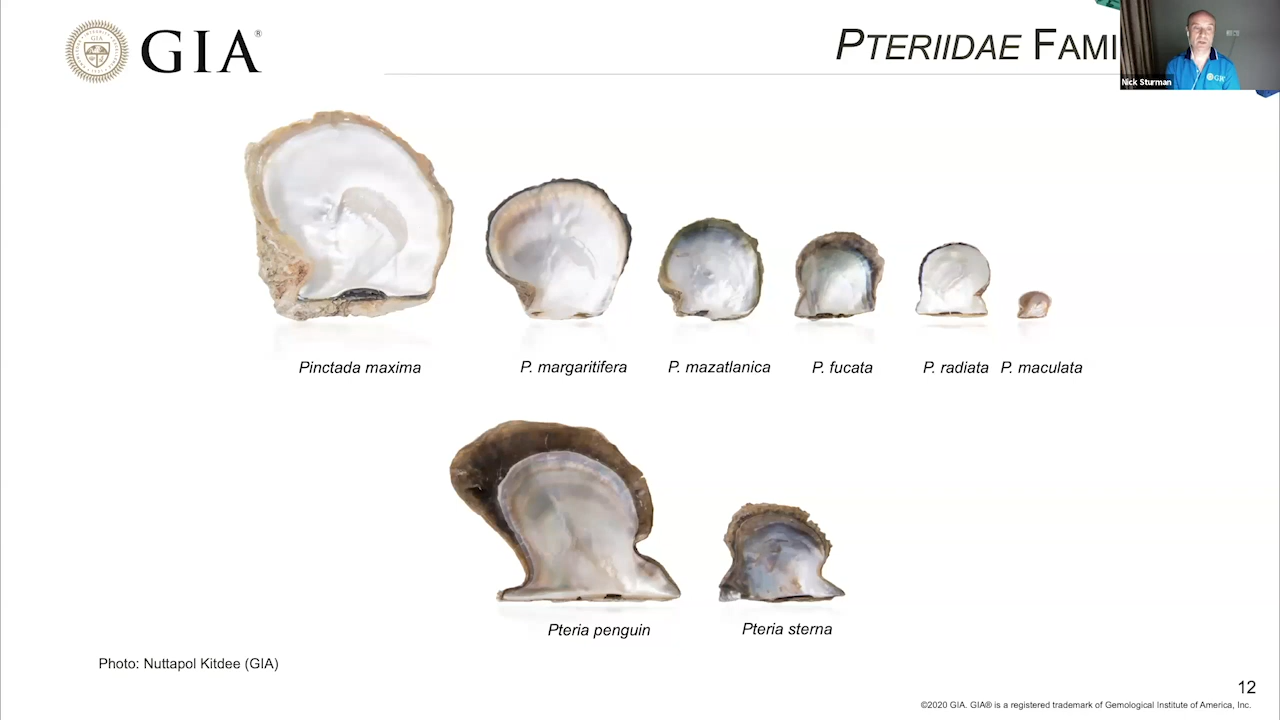 GIA®
PTERIIDAE FAMI
Nick Sturman
GIA
Pinctada maxima
P. margaritifera
P. mazatlanica
P. fucata
P. radiata
P. maculata
Pteria penguin
Pteria sterna
Photo: Nuttapol Kitdee (GIA)
12
©2020 GIA. GIA® is a registered trademark of Gemological Institute of America, Inc.